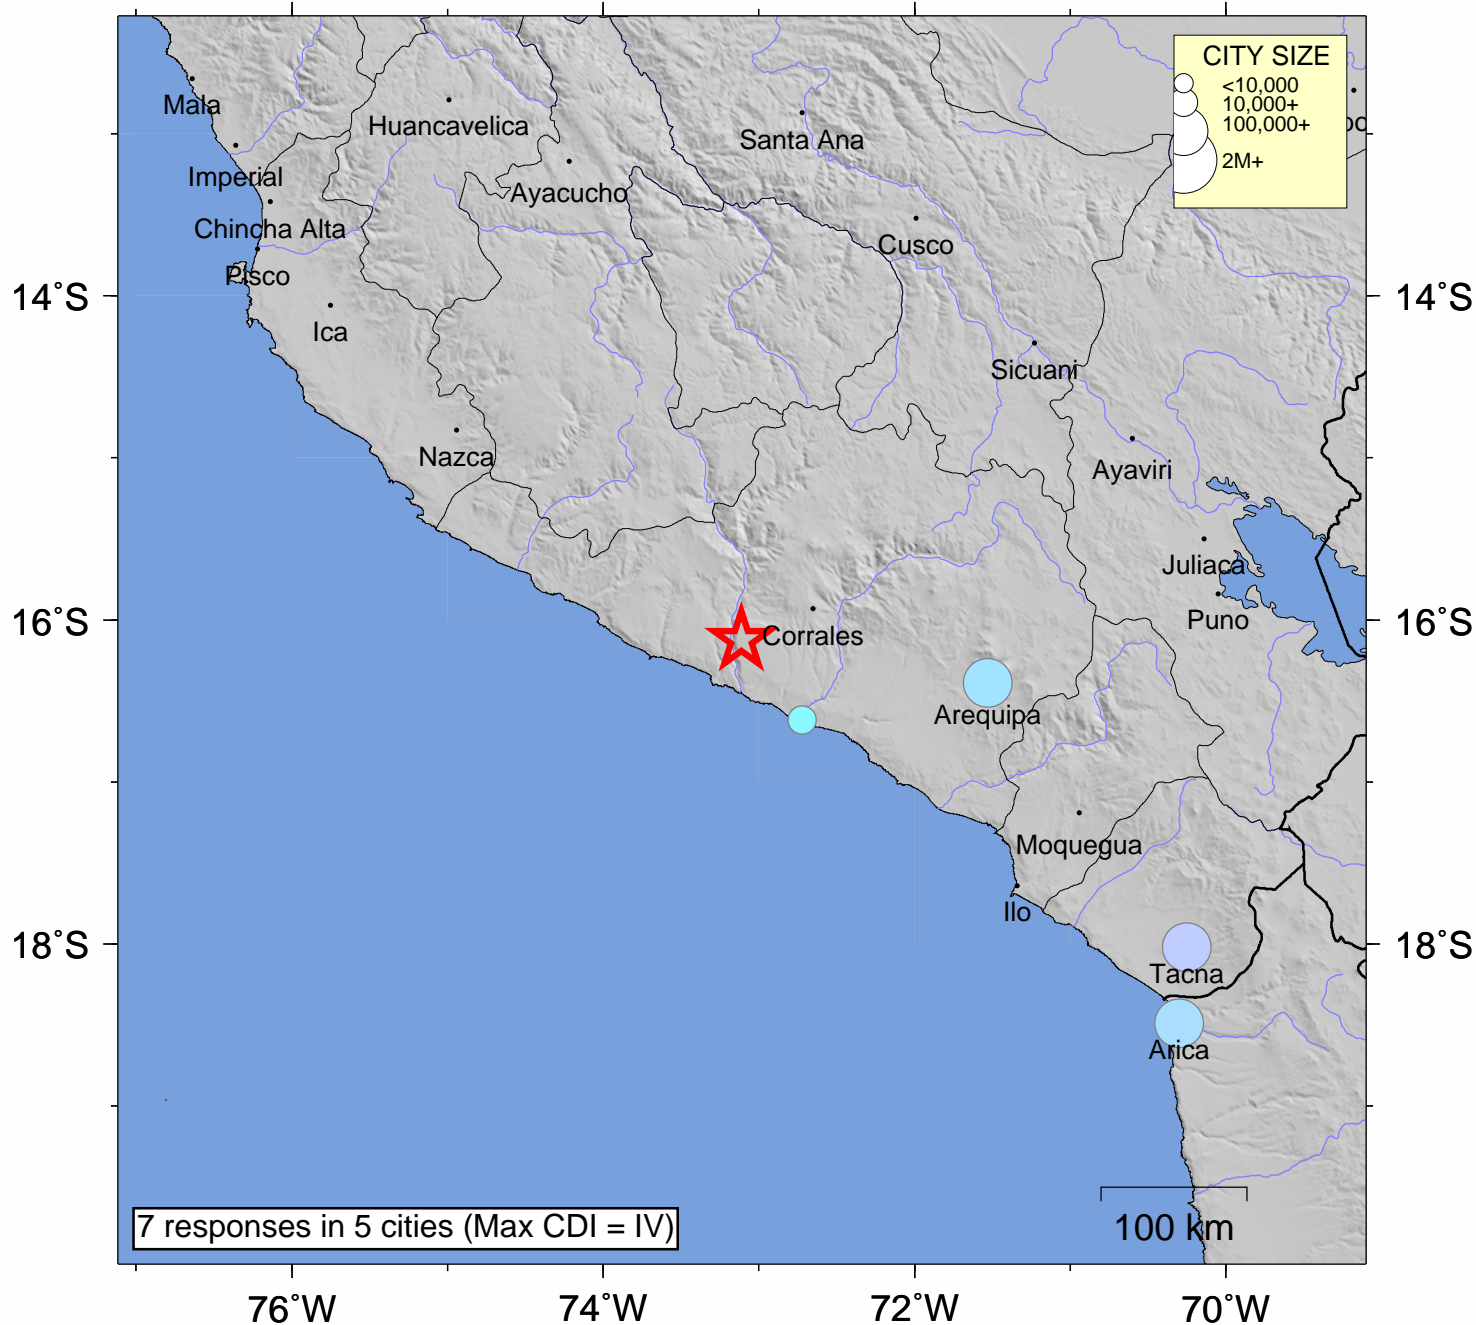 CITY SIZE
<10,000
10,000+
100,000+
2M+
Mala
Huancavelica
Santa Ana
Imperial
Ayacucho
Chincha Alta
Cusco
Pisco
14°S
14°S
Ica
Sicuani
Nazca
Ayaviri
Juliaca
16°S
Puno
16°S
Corrales
Arequipa
Moquegua
Ilo
18°S
18°S
Tacna
Arica
7 responses in 5 cities (Max CDI = IV)
100 km
76°W
74°W
72°W
70°W